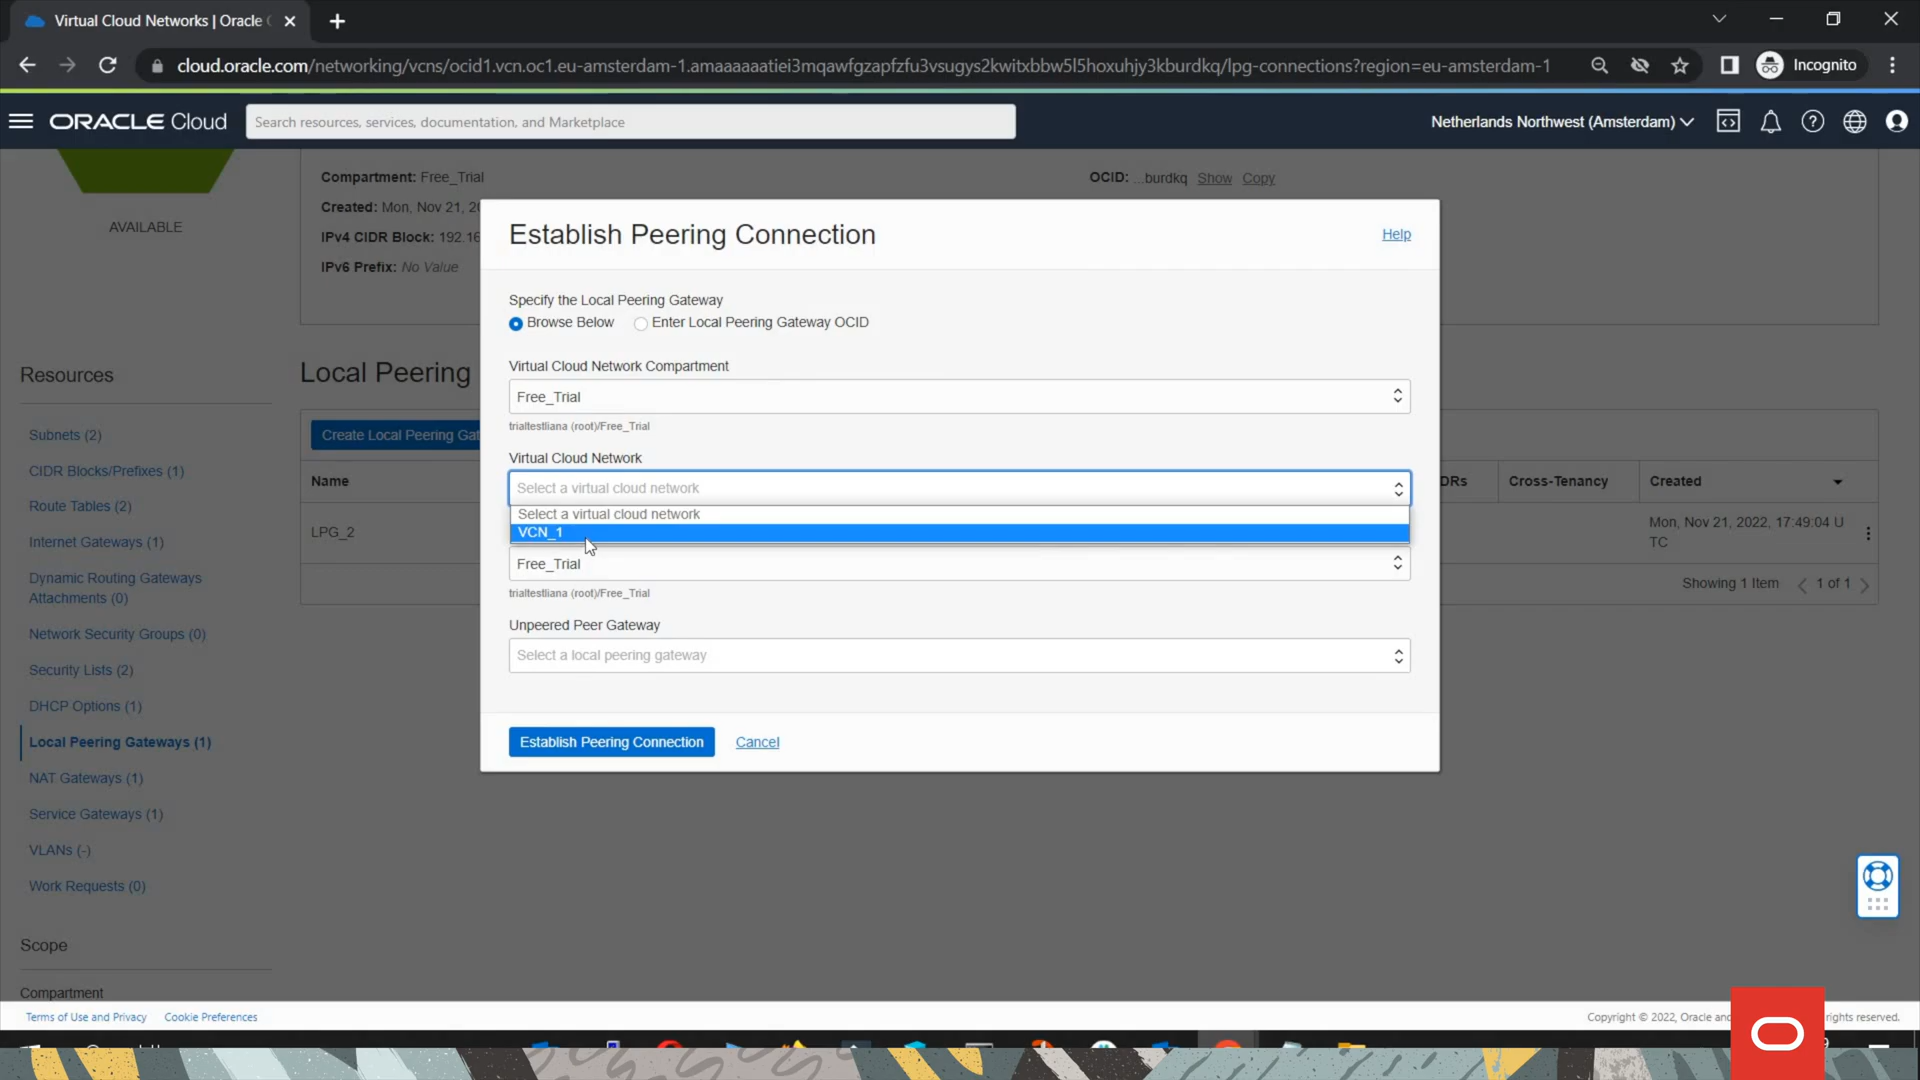 Virtual Cloud Networks | Oracle
cloud.oracle.com/networking/vcns/ocid1.vcn.oc1.eu-amsterdam-1.amaaaaaatiei3mqawfgzapfzfu3vsugys2kwitxbbw5l5hoxuhjy3kburdkq/lpg-connections?region=eu-amsterdam-1
Incognito
ORACLE Cloud
Search resources, services, documentation, and Marketplace
Netherlands Northwest (Amsterdam)
AVAILABLE
Compartment: Free_Trial
OCID: ...burdkq Show Copy
Created: Mon, Nov 21, 20
IPv4 CIDR Block: 192.16
IPv6 Prefix: No Value
Establish Peering Connection
Help
Specify the Local Peering Gateway
Browse Below
Enter Local Peering Gateway OCID
Virtual Cloud Network Compartment
Free_Trial
trialtestliana (root)/Free_Trial
Virtual Cloud Network
Select a virtual cloud network
Select a virtual cloud network
VCN_1
Free_Trial
trialtestliana (root)/Free_Trial
Unpeered Peer Gateway
Select a local peering gateway
Establish Peering Connection
Cancel
Resources
Subnets (2)
CIDR Blocks/Prefixes (1)
Route Tables (2)
Internet Gateways (1)
Dynamic Routing Gateways
Attachments (0)
Network Security Groups (0)
Security Lists (2)
DHCP Options (1)
Local Peering Gateways (1)
NAT Gateways (1)
Service Gateways (1)
VLANs (-)
Work Requests (0)
Scope
Compartment
Local Peering
Create Local Peering Gat
Name
DRs
Cross-Tenancy
Created
LPG_2
Mon, Nov 21, 2022, 17:49:04 U
TC
Showing 1 Item
1 of 1
Terms of Use and Privacy
Cookie Preferences
Copyright © 2022, Oracle and
rights reserved.